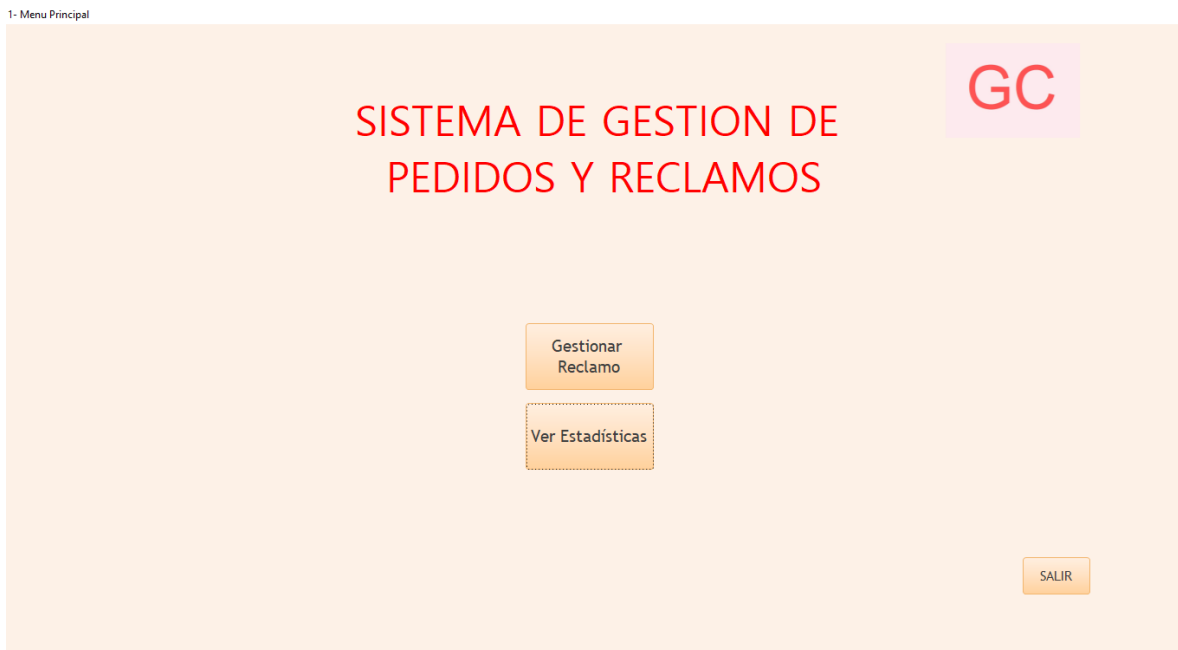 1- Menu Principal
GC
SISTEMA DE GESTION DE
PEDIDOS Y RECLAMOS
Gestionar
Reclamo
Ver Estadísticas
SALIR